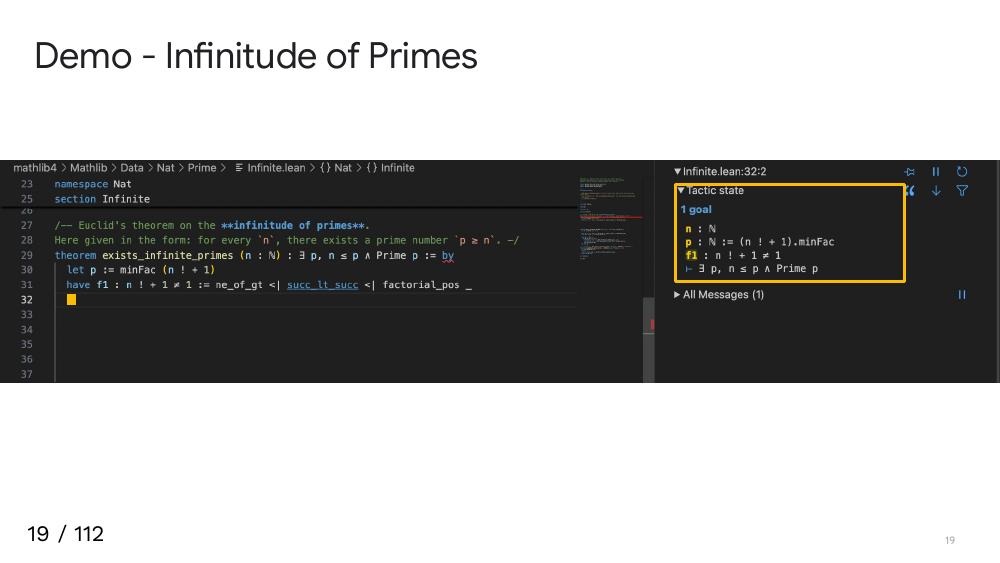 Demo - Infinitude of Primes
mathlib4 > Mathlib > Data > Nat > Prime > Infinite.lean > {} Nat > {} Infinite
23 namespace Nat
25 section Infinite
26
27 /-- Euclid's theorem on the **infinitude of primes**.
28 Here given in the form: for every `n`, there exists a prime number `p ≥ n`. -/
29 theorem exists_infinite_primes (n : ℕ) : ∃ p, n ≤ p ∧ Prime p := by
30 let p := minFac (n ! + 1)
31 have f1 : n ! + 1 ≠ 1 := ne_of_gt <| succ_lt_succ <| factorial_pos _
32
33
34
35
36
37
▼Infinite.lean:32:2
▼Tactic state
1 goal
n : ℕ
p : ℕ := (n ! + 1).minFac
f1 : n ! + 1 ≠ 1
⊢ ∃ p, n ≤ p ∧ Prime p
▶ All Messages (1)
19 / 112
19